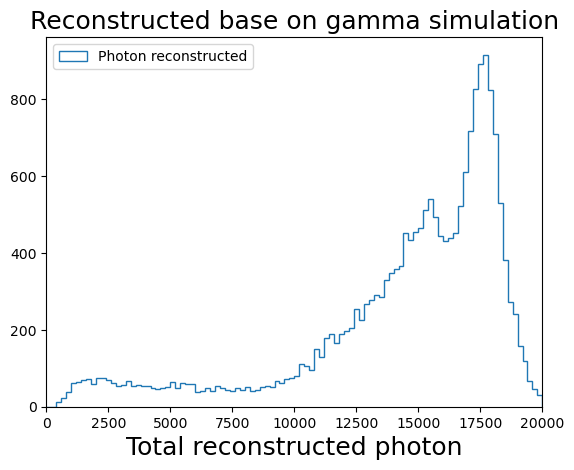 Reconstructed base on gamma simulation
Photon reconstructed
800
600
400
200
0
0 2500 5000 7500 10000 12500 15000 17500 20000
Total reconstructed photon